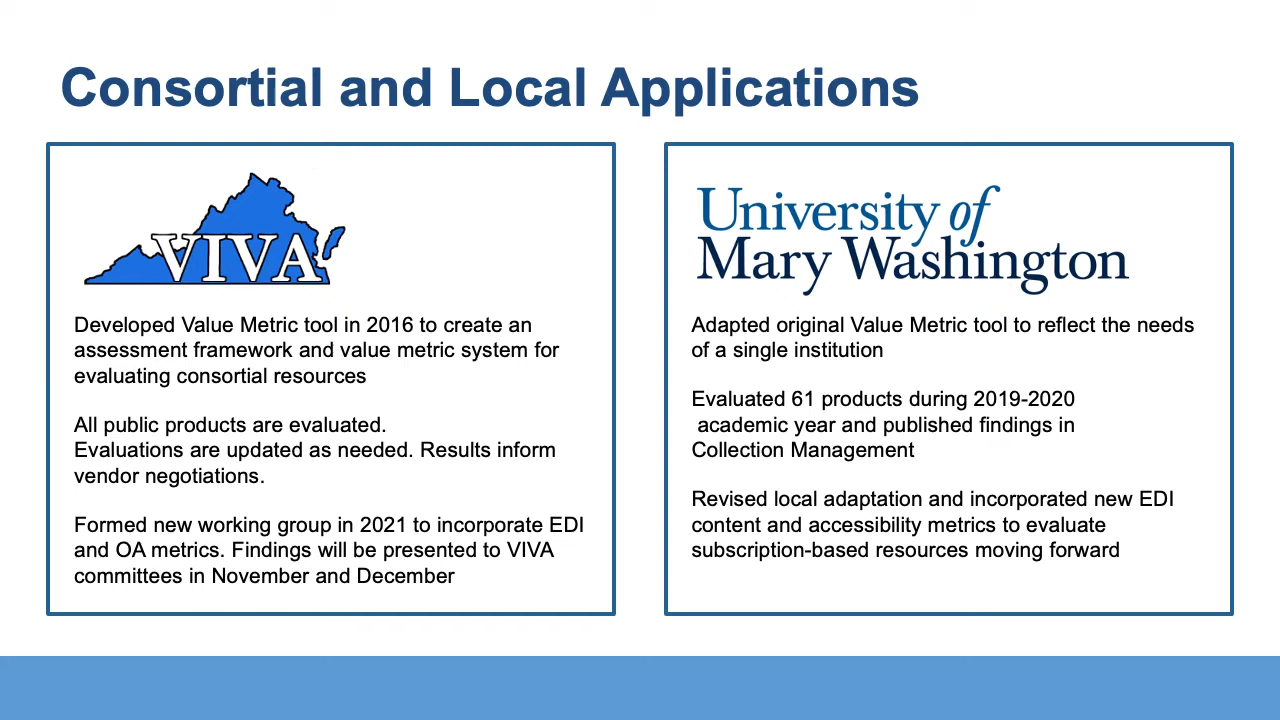 Consortial and Local Applications
VIVA
Developed Value Metric tool in 2016 to create an
assessment framework and value metric system for
evaluating consortial resources
All public products are evaluated.
Evaluations are updated as needed. Results inform
vendor negotiations.
Formed new working group in 2021 to incorporate EDI
and OA metrics. Findings will be presented to VIVA
committees in November and December
University of
Mary Washington
Adapted original Value Metric tool to reflect the needs
of a single institution
Evaluated 61 products during 2019-2020
academic year and published findings in
Collection Management
Revised local adaptation and incorporated new EDI
content and accessibility metrics to evaluate
subscription-based resources moving forward